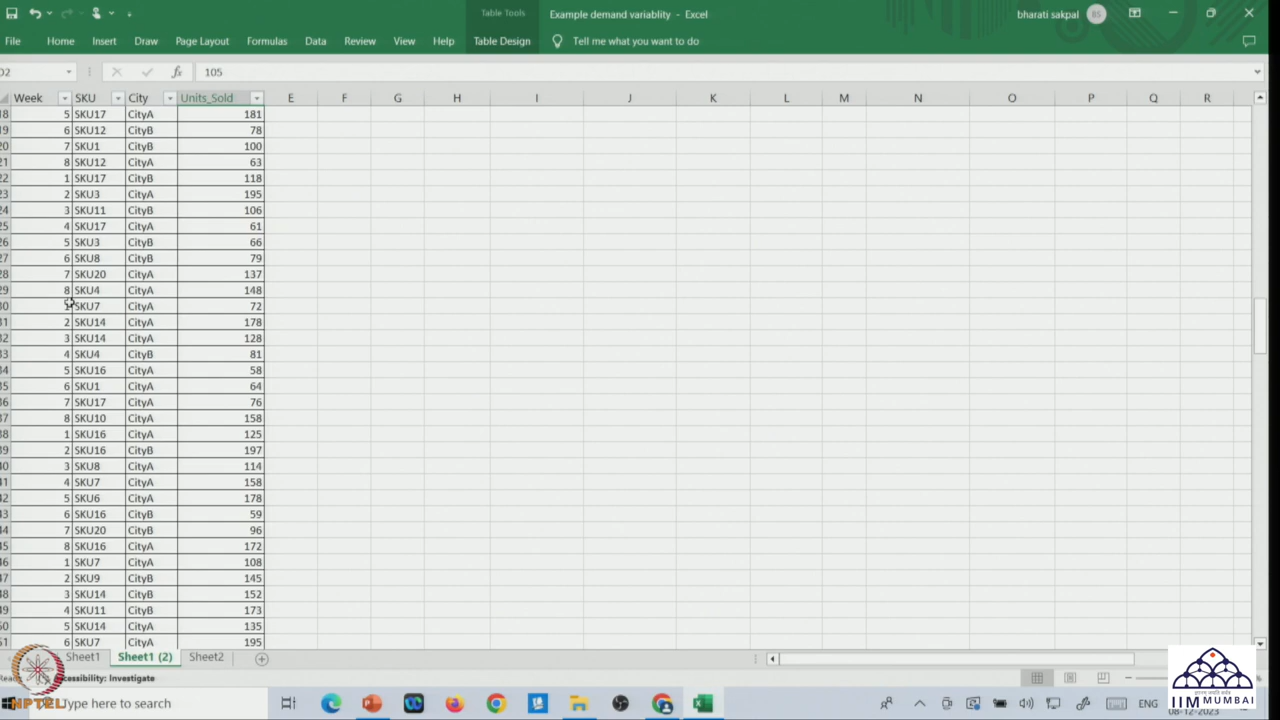 Table Tools
Example demand variablity - Excel
bharati sakpal
BS
File Home Insert Draw Page Layout Formulas Data Review View Help Table Design Tell me what you want to do
D2 fx 105
Week SKU City Units_Sold E F G H I J K L M N O P Q R
18 5 SKU17 CityA 181
19 6 SKU12 CityB 78
20 7 SKU1 CityB 100
21 8 SKU12 CityA 63
22 1 SKU17 CityB 118
23 2 SKU3 CityA 195
24 3 SKU11 CityB 106
25 4 SKU17 CityA 61
26 5 SKU3 CityB 66
27 6 SKU8 CityB 79
28 7 SKU20 CityA 137
29 8 SKU4 CityA 148
30 1 SKU7 CityA 72
31 2 SKU14 CityA 178
32 3 SKU14 CityA 128
33 4 SKU4 CityB 81
34 5 SKU16 CityA 58
35 6 SKU1 CityA 64
36 7 SKU17 CityA 76
37 8 SKU10 CityA 158
38 1 SKU16 CityA 125
39 2 SKU16 CityB 197
40 3 SKU8 CityA 114
41 4 SKU7 CityA 158
42 5 SKU6 CityA 178
43 6 SKU16 CityB 59
44 7 SKU20 CityB 96
45 8 SKU16 CityA 172
46 1 SKU7 CityA 108
47 2 SKU9 CityB 145
48 3 SKU14 CityB 152
49 4 SKU11 CityB 173
50 5 SKU14 CityA 135
51 6 SKU7 CityA 195
Sheet1 Sheet1 (2) Sheet2
Accessibility: Investigate
NPTEL
Type here to search
ENG
08-12-2023
IIM MUMBAI